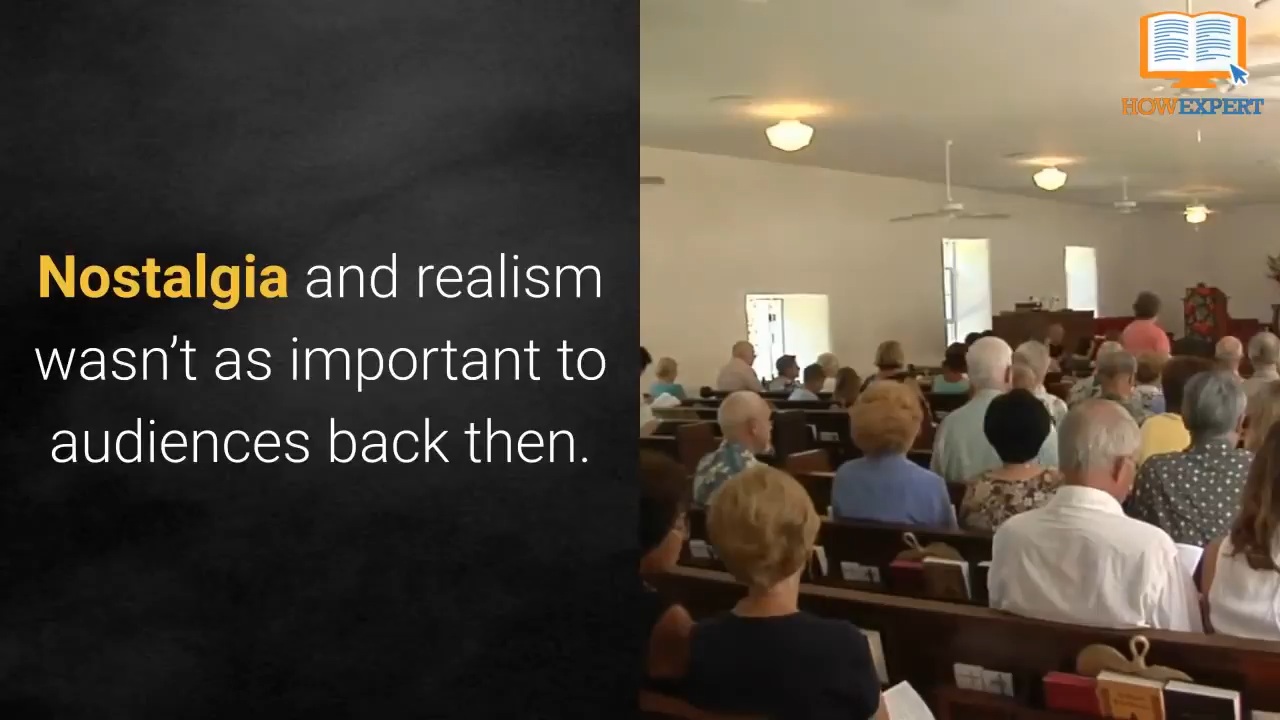 HOWEXPERT
Nostalgia and realism
wasn't as important to
audiences back then.